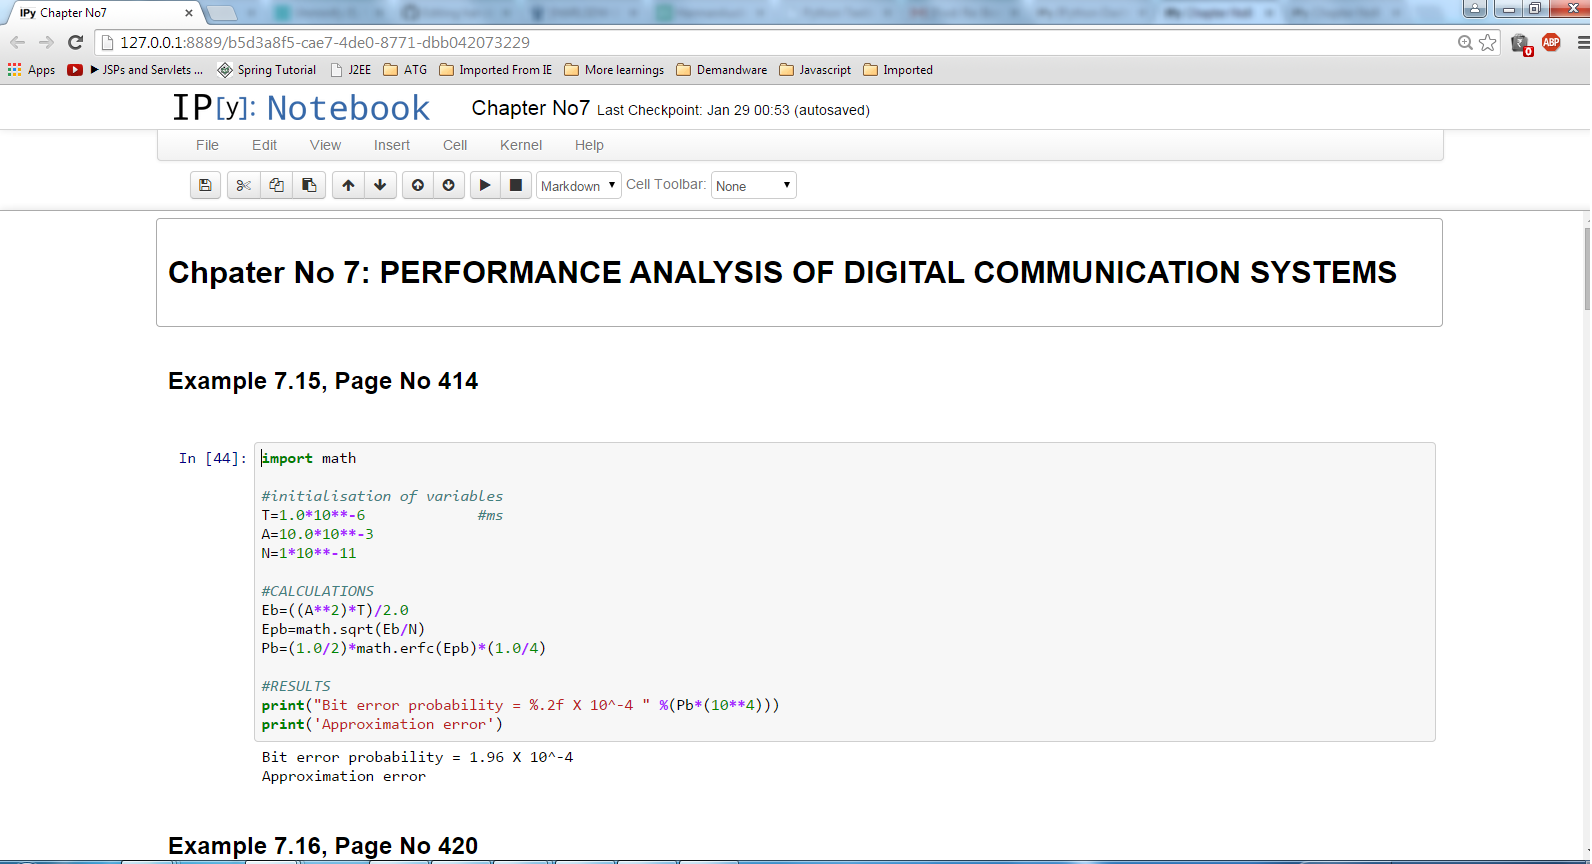 IPy Chapter No7
127.0.0.1:8889/b5d3a8f5-cae7-4de0-8771-dbb042073229
0
ABP
Apps
►JSPs and Servlets ...
Spring Tutorial
J2EE
ATG
Imported From IE
More learnings
Demandware
Javascript
Imported
IP[y]: Notebook
Chapter No7 Last Checkpoint: Jan 29 00:53 (autosaved)
File Edit View Insert Cell Kernel Help
Markdown Cell Toolbar: None
Chpater No 7: PERFORMANCE ANALYSIS OF DIGITAL COMMUNICATION SYSTEMS
Example 7.15, Page No 414
In [44]: import math
#initialisation of variables
T=1.0*10**-6 #ms
A=10.0*10**-3
N=1*10**-11
#CALCULATIONS
Eb=((A**2)*T)/2.0
Epb=math.sqrt(Eb/N)
Pb=(1.0/2)*math.erfc(Epb)*(1.0/4)
#RESULTS
print("Bit error probability = %.2f X 10^-4 " %(Pb*(10**4)))
print('Approximation error')
Bit error probability = 1.96 X 10^-4
Approximation error
Example 7.16, Page No 420